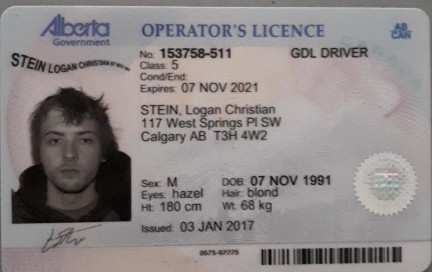 Alberta
Government
OPERATOR'S LICENCE
AB
CAN
No: 153758-511 GDL DRIVER
Class: 5
Cond/End:
Expires: 07 NOV 2021
STEIN LOGAN CHRISTIAN
STEIN, Logan Christian
117 West Springs Pl SW
Calgary AB T3H 4W2
Sex: M DOB: 07 NOV 1991
Eyes: hazel Hair: blond
Ht: 180 cm Wt: 68 kg
Issued: 03 JAN 2017
0573-67775